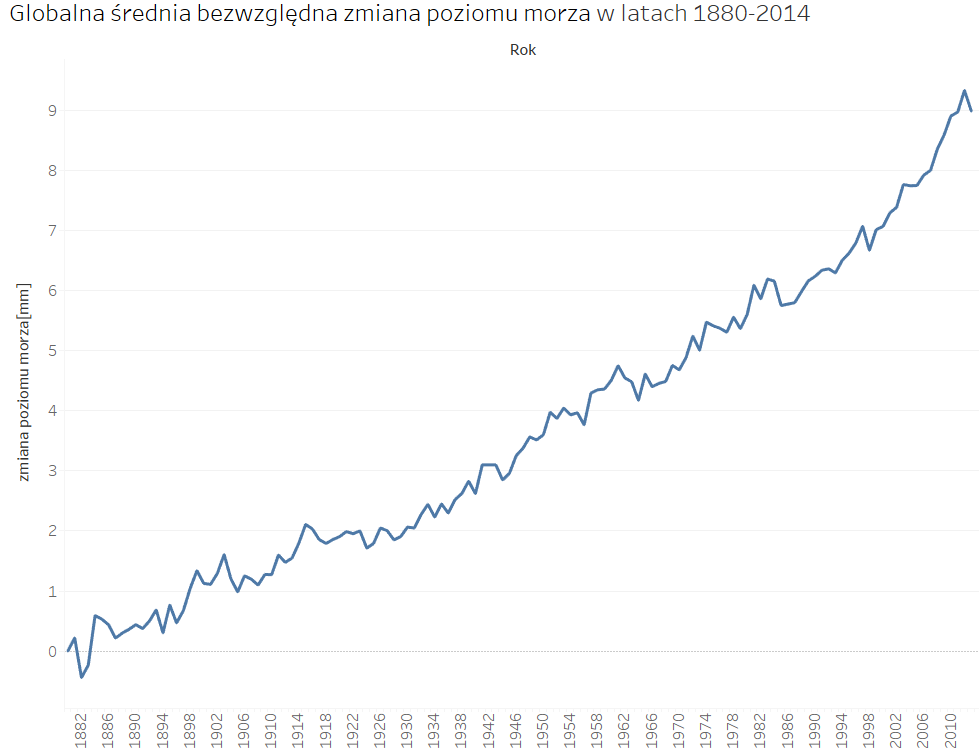 Globalna średnia bezwzględna zmiana poziomu morza w latach 1880-2014
Rok
9
8
7
6
5
4
3
2
1
0
zmiana poziomu morza[mm]
1882 1886 1890 1894 1898 1902 1906 1910 1914 1918 1922 1926 1930 1934 1938 1942 1946 1950 1954 1958 1962 1966 1970 1974 1978 1982 1986 1990 1994 1998 2002 2006 2010